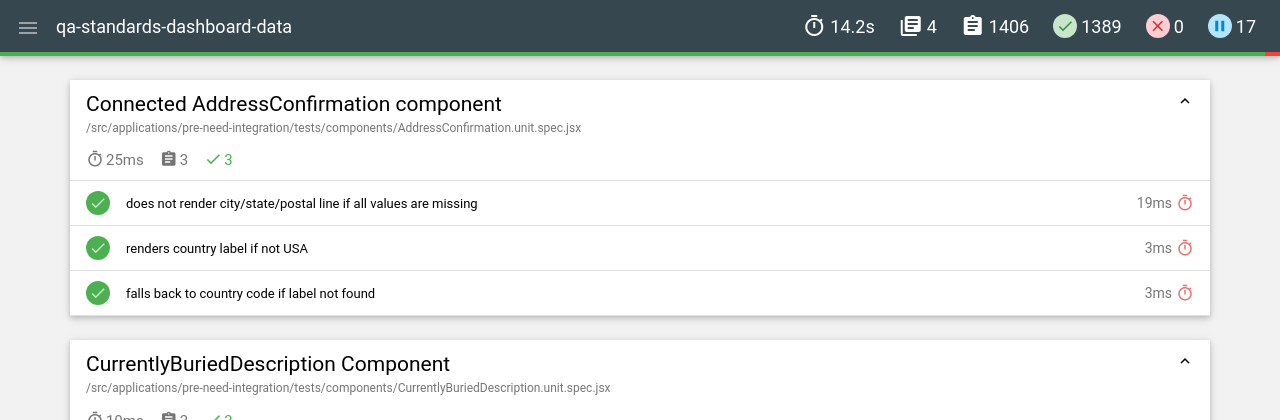 qa-standards-dashboard-data 14.2s 4 1406 1389 0 17
Connected AddressConfirmation component
/src/applications/pre-need-integration/tests/components/AddressConfirmation.unit.spec.jsx
25ms 3 3
does not render city/state/postal line if all values are missing 19ms
renders country label if not USA 3ms
falls back to country code if label not found 3ms
CurrentlyBuriedDescription Component
/src/applications/pre-need-integration/tests/components/CurrentlyBuriedDescription.unit.spec.jsx